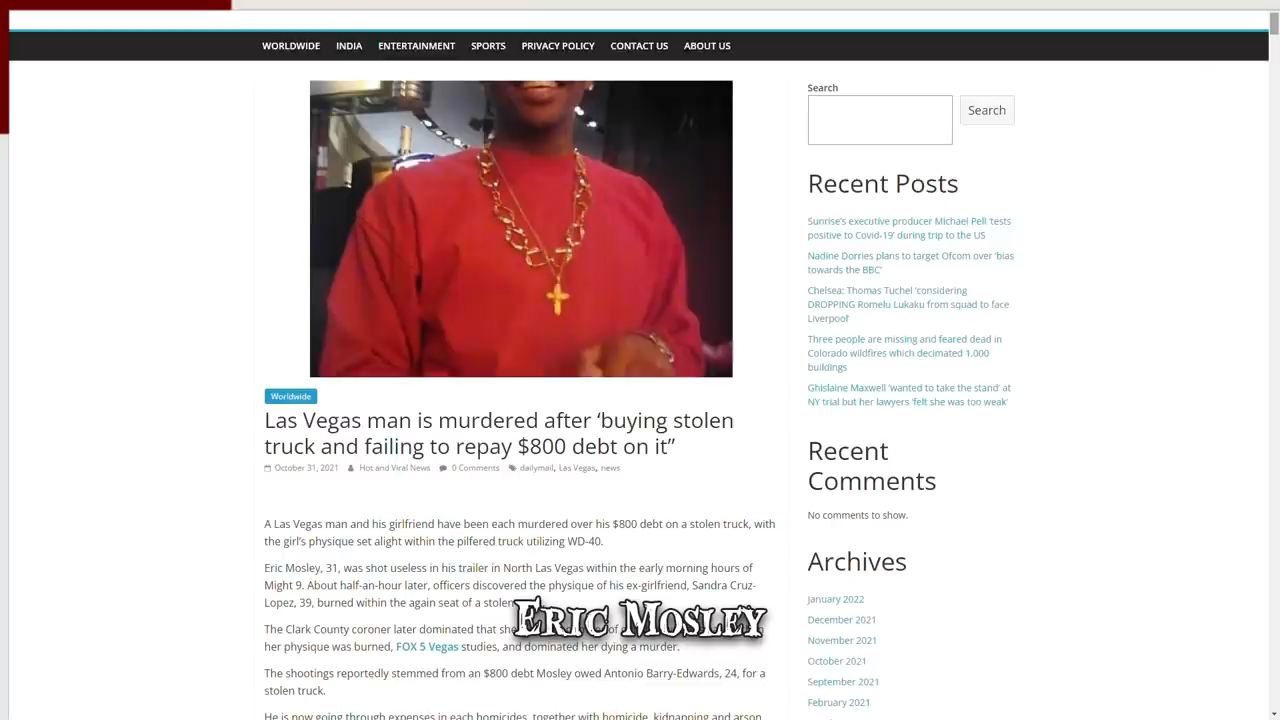 WORLDWIDE INDIA ENTERTAINMENT SPORTS PRIVACY POLICY CONTACT US ABOUT US
Worldwide
Las Vegas man is murdered after ‘buying stolen
truck and failing to repay $800 debt on it”
October 31, 2021 Hot and Viral News 0 Comments dailymail, Las Vegas, news
A Las Vegas man and his girlfriend have been each murdered over his $800 debt on a stolen truck, with
the girl’s physique set alight within the pilfered truck utilizing WD-40.
Eric Mosley, 31, was shot useless in his trailer in North Las Vegas within the early morning hours of
Might 9. About half-an-hour later, officers discovered the physique of his ex-girlfriend, Sandra Cruz-
Lopez, 39, burned within the again seat of a stolen
The Clark County coroner later dominated that she
her physique was burned, FOX 5 Vegas studies, and dominated her dying a murder.
ERIC MOSLEY
The shootings reportedly stemmed from an $800 debt Mosley owed Antonio Barry-Edwards, 24, for a
stolen truck.
He is now going through expenses in each homicides, together with homicide, kidnapping and arson
Search
Search
Recent Posts
Sunrise’s executive producer Michael Pell ‘tests
positive to Covid-19’ during trip to the US
Nadine Dorries plans to target Ofcom over ‘bias
towards the BBC’
Chelsea: Thomas Tuchel ‘considering
DROPPING Romelu Lukaku from squad to face
Liverpool’
Three people are missing and feared dead in
Colorado wildfires which decimated 1,000
buildings
Ghislaine Maxwell ‘wanted to take the stand’ at
NY trial but her lawyers ‘felt she was too weak’
Recent
Comments
No comments to show.
Archives
January 2022
December 2021
November 2021
October 2021
September 2021
February 2021